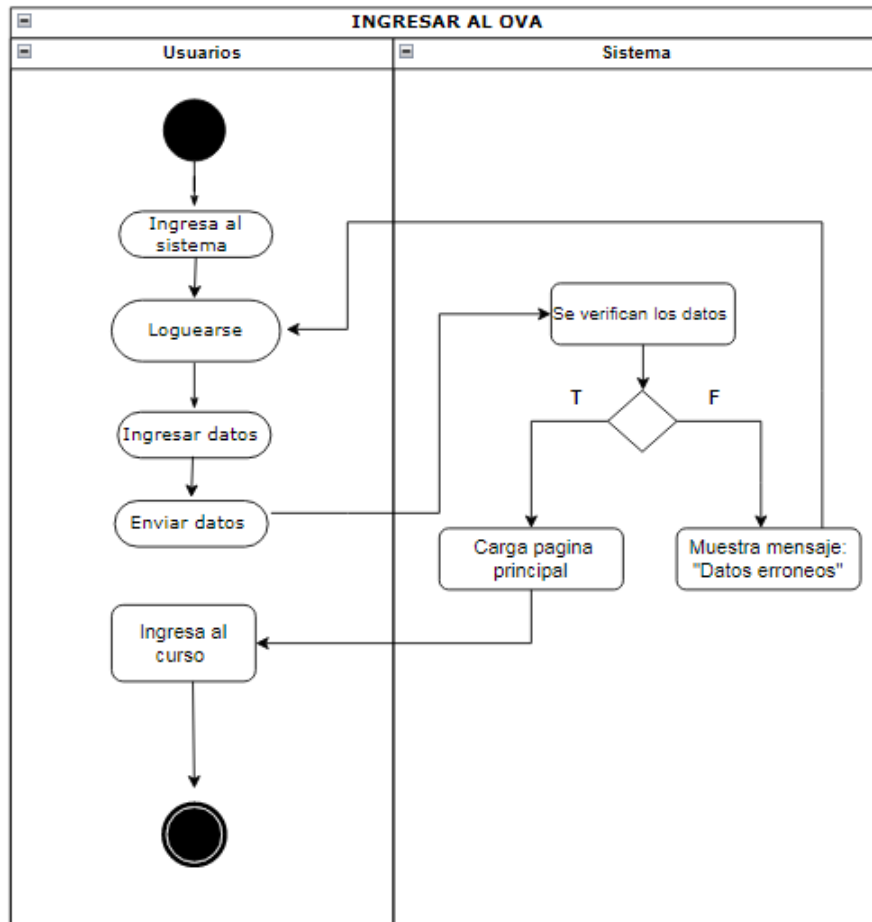 INGRESAR AL OVA
Usuarios
Sistema
Ingresa al
sistema
Loguearse
Ingresar datos
Enviar datos
Se verifican los datos
T
F
Carga pagina
principal
Muestra mensaje:
"Datos erroneos"
Ingresa al
curso